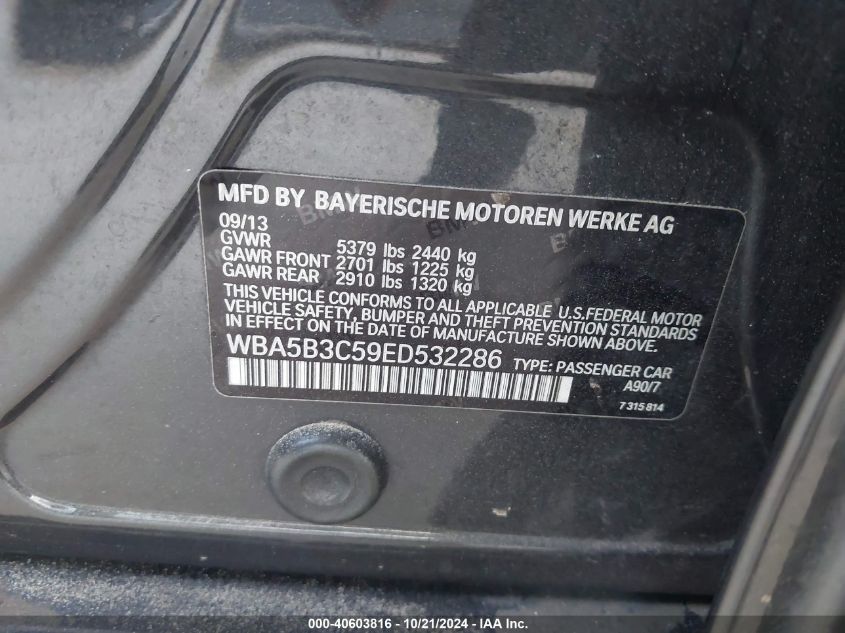 MFD BY BAYERISCHE MOTOREN WERKE AG
09/13
GVWR 5379 lbs 2440 kg
GAWR FRONT 2701 lbs 1225 kg
GAWR REAR 2910 lbs 1320 kg
THIS VEHICLE CONFORMS TO ALL APPLICABLE U.S.FEDERAL MOTOR
VEHICLE SAFETY, BUMPER AND THEFT PREVENTION STANDARDS
IN EFFECT ON THE DATE OF MANUFACTURE SHOWN ABOVE.
WBA5B3C59ED532286 TYPE: PASSENGER CAR
A90/7
7 315 814
000-40603816 - 10/21/2024 - IAA Inc.